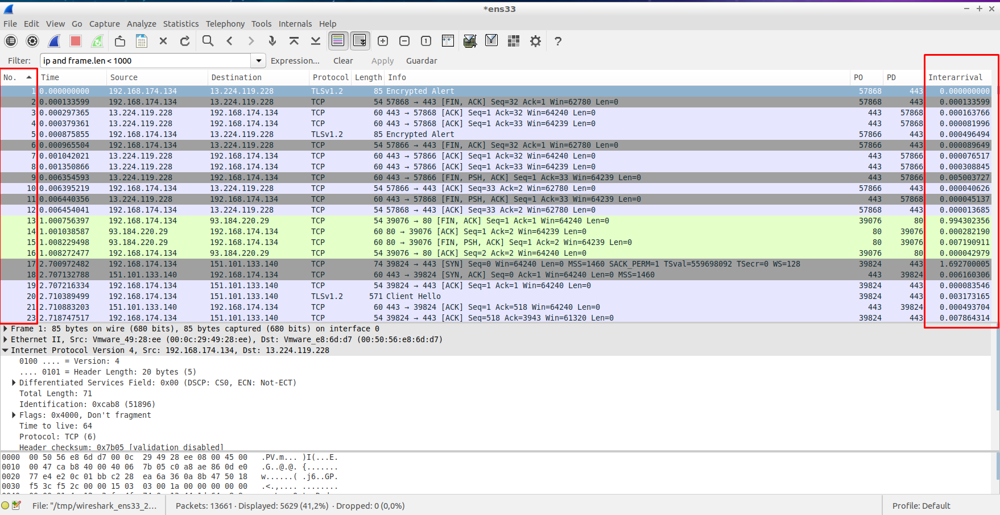 *ens33
File Edit View Go Capture Analyze Statistics Telephony Tools Internals Help
Filter: ip and frame.len < 1000 Expression... Clear Apply Guardar
No. Time Source Destination Protocol Length Info PO PD Interarrival
1 0.000000000 192.168.174.134 13.224.119.228 TLSv1.2 85 Encrypted Alert 57868 443 0.000000000
2 0.000133599 192.168.174.134 13.224.119.228 TCP 54 57868 → 443 [FIN, ACK] Seq=32 Ack=1 Win=62780 Len=0 57868 443 0.000133599
3 0.000297365 13.224.119.228 192.168.174.134 TCP 60 443 → 57868 [ACK] Seq=1 Ack=32 Win=64240 Len=0 443 57868 0.000163766
4 0.000379361 13.224.119.228 192.168.174.134 TCP 60 443 → 57868 [ACK] Seq=1 Ack=33 Win=64239 Len=0 443 57868 0.000081996
5 0.000875855 192.168.174.134 13.224.119.228 TLSv1.2 85 Encrypted Alert 57866 443 0.000496494
6 0.000965504 192.168.174.134 13.224.119.228 TCP 54 57866 → 443 [FIN, ACK] Seq=32 Ack=1 Win=62780 Len=0 57866 443 0.000089649
7 0.001042021 13.224.119.228 192.168.174.134 TCP 60 443 → 57866 [ACK] Seq=1 Ack=32 Win=64240 Len=0 443 57866 0.000076517
8 0.001350866 13.224.119.228 192.168.174.134 TCP 60 443 → 57866 [ACK] Seq=1 Ack=33 Win=64239 Len=0 443 57866 0.000308845
9 0.006354593 13.224.119.228 192.168.174.134 TCP 60 443 → 57866 [FIN, PSH, ACK] Seq=1 Ack=33 Win=64239 Len=0 443 57866 0.005003727
10 0.006395219 192.168.174.134 13.224.119.228 TCP 54 57866 → 443 [ACK] Seq=33 Ack=2 Win=62780 Len=0 57866 443 0.000040626
11 0.006440356 13.224.119.228 192.168.174.134 TCP 60 443 → 57868 [FIN, PSH, ACK] Seq=1 Ack=33 Win=64239 Len=0 443 57868 0.000045137
12 0.006454041 192.168.174.134 13.224.119.228 TCP 54 57868 → 443 [ACK] Seq=33 Ack=2 Win=62780 Len=0 57868 443 0.000013685
13 1.000756397 192.168.174.134 93.184.220.29 TCP 54 39076 → 80 [FIN, ACK] Seq=1 Ack=1 Win=64240 Len=0 39076 80 0.994302356
14 1.001038587 93.184.220.29 192.168.174.134 TCP 60 80 → 39076 [ACK] Seq=1 Ack=2 Win=64239 Len=0 80 39076 0.000282190
15 1.008229498 93.184.220.29 192.168.174.134 TCP 60 80 → 39076 [FIN, PSH, ACK] Seq=1 Ack=2 Win=64239 Len=0 80 39076 0.007190911
16 1.008272477 192.168.174.134 93.184.220.29 TCP 54 39076 → 80 [ACK] Seq=2 Ack=2 Win=64240 Len=0 39076 80 0.000042979
17 2.700972482 192.168.174.134 151.101.133.140 TCP 74 39824 → 443 [SYN] Seq=0 Win=64240 Len=0 MSS=1460 SACK_PERM=1 TSval=559698092 TSecr=0 WS=128 39824 443 1.692700005
18 2.707132788 151.101.133.140 192.168.174.134 TCP 60 443 → 39824 [SYN, ACK] Seq=0 Ack=1 Win=64240 Len=0 MSS=1460 443 39824 0.006160306
19 2.707216334 192.168.174.134 151.101.133.140 TCP 54 39824 → 443 [ACK] Seq=1 Ack=1 Win=64240 Len=0 39824 443 0.000083546
20 2.710389499 192.168.174.134 151.101.133.140 TLSv1.2 571 Client Hello 39824 443 0.003173165
21 2.710883203 151.101.133.140 192.168.174.134 TCP 60 443 → 39824 [ACK] Seq=1 Ack=518 Win=64240 Len=0 443 39824 0.000493704
23 2.718747517 192.168.174.134 151.101.133.140 TCP 54 39824 → 443 [ACK] Seq=518 Ack=3943 Win=61320 Len=0 39824 443 0.007864314
Frame 1: 85 bytes on wire (680 bits), 85 bytes captured (680 bits) on interface 0
Ethernet II, Src: Vmware_49:28:ee (00:0c:29:49:28:ee), Dst: Vmware_e8:6d:d7 (00:50:56:e8:6d:d7)
Internet Protocol Version 4, Src: 192.168.174.134, Dst: 13.224.119.228
0100 .... = Version: 4
.... 0101 = Header Length: 20 bytes (5)
Differentiated Services Field: 0x00 (DSCP: CS0, ECN: Not-ECT)
Total Length: 71
Identification: 0xcab8 (51896)
Flags: 0x4000, Don't fragment
Time to live: 64
Protocol: TCP (6)
Header checksum: 0x7b05 [validation disabled]
0000 00 50 56 e8 6d d7 00 0c 29 49 28 ee 08 00 45 00 .PV.m... )I(...E.
0010 00 47 ca b8 40 00 40 06 7b 05 c0 a8 ae 86 0d e0 .G..@.@. {.......
0020 77 e4 e2 0c 01 bb c2 28 ea 6a 36 0a 8b 47 50 18 w......( .j6..GP.
0030 f5 3c f5 2c 00 00 15 03 03 00 1a 00 00 00 00 00 .<.,.... ........
File: "/tmp/wireshark_ens33_2... Packets: 13661 · Displayed: 5629 (41,2%) · Dropped: 0 (0,0%) Profile: Default